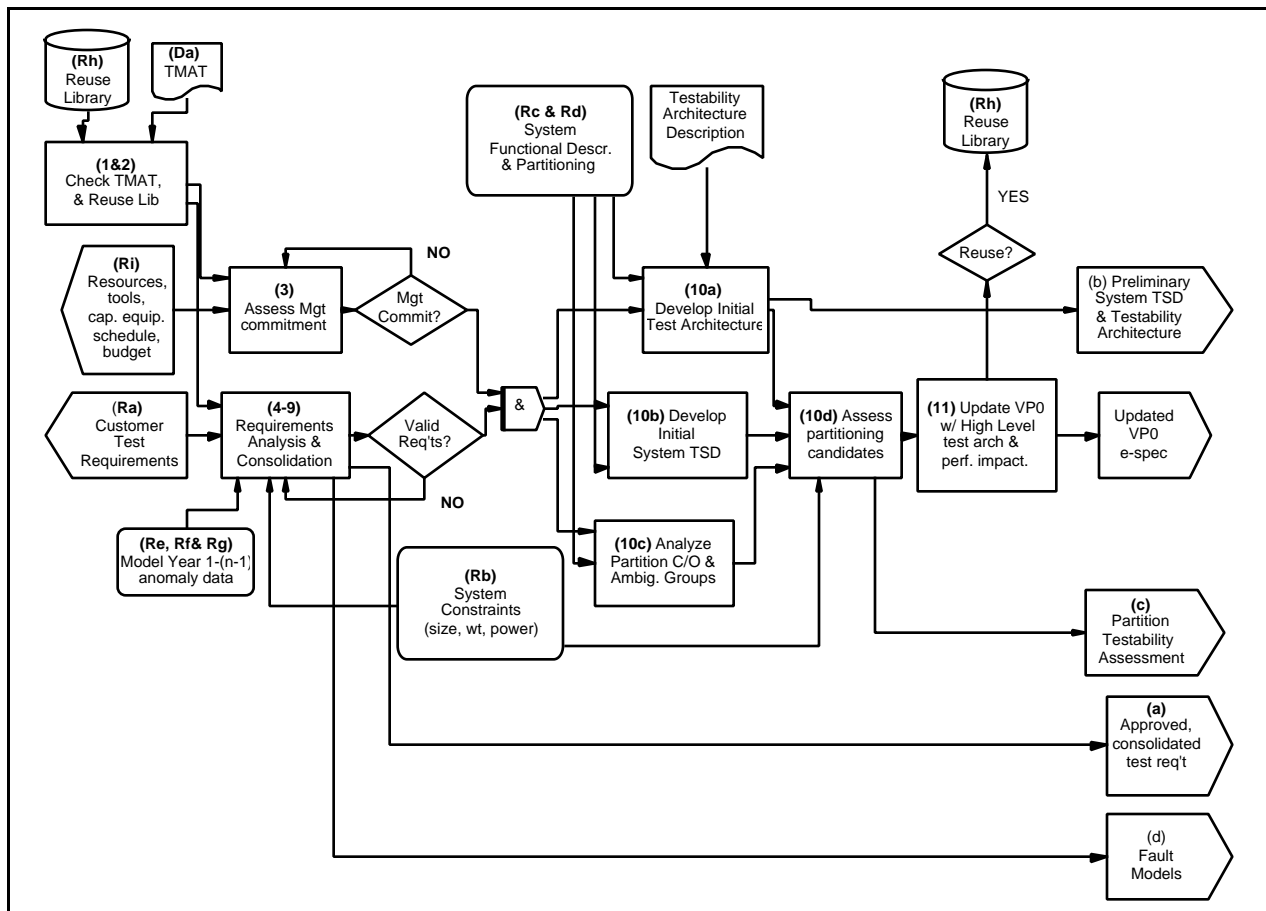 (Rh)
Reuse
Library
(Da)
TMAT
(1&2)
Check TMAT,
& Reuse Lib
(Rc & Rd)
System
Functional Descr.
& Partitioning
Testability
Architecture
Description
(Rh)
Reuse
Library
YES
Reuse?
(Ri)
Resources,
tools,
cap. equip.
schedule,
budget
(3)
Assess Mgt
commitment
NO
Mgt
Commit?
(10a)
Develop Initial
Test Architecture
(b) Preliminary
System TSD
& Testability
Architecture
(Ra)
Customer
Test
Requirements
(4-9)
Requirements
Analysis &
Consolidation
Valid
Req'ts?
NO
&
(10b) Develop
Initial
System TSD
(10d) Assess
partitioning
candidates
(11) Update VP0
w/ High Level
test arch &
perf. impact.
Updated
VP0
e-spec
(Re, Rf& Rg)
Model Year 1-(n-1)
anomaly data
(Rb)
System
Constraints
(size, wt, power)
(10c) Analyze
Partition C/O &
Ambig. Groups
(c)
Partition
Testability
Assessment
(a)
Approved,
consolidated
test req't
(d)
Fault
Models